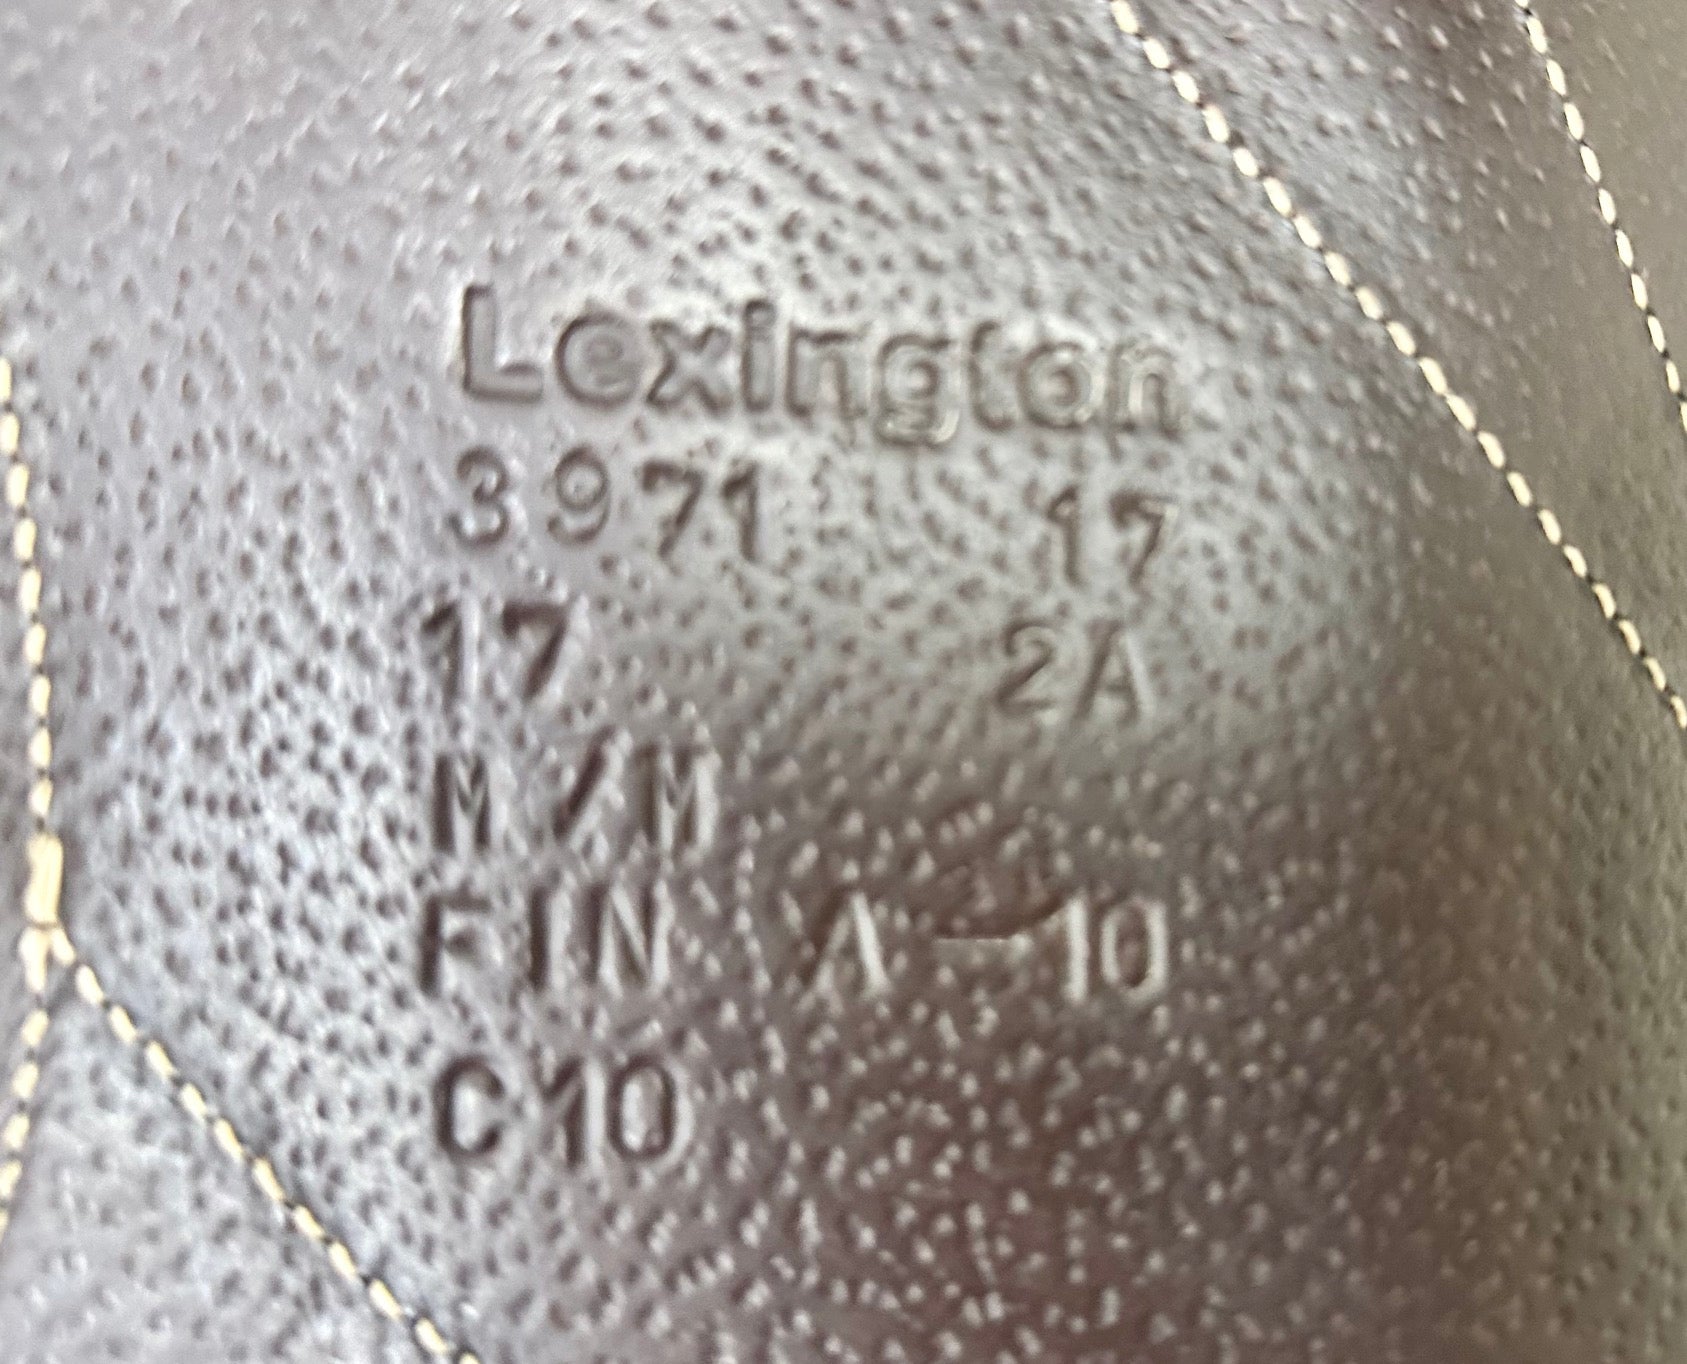 Lexington
3971 17
17 2A
M/M
FIN A-10
C10